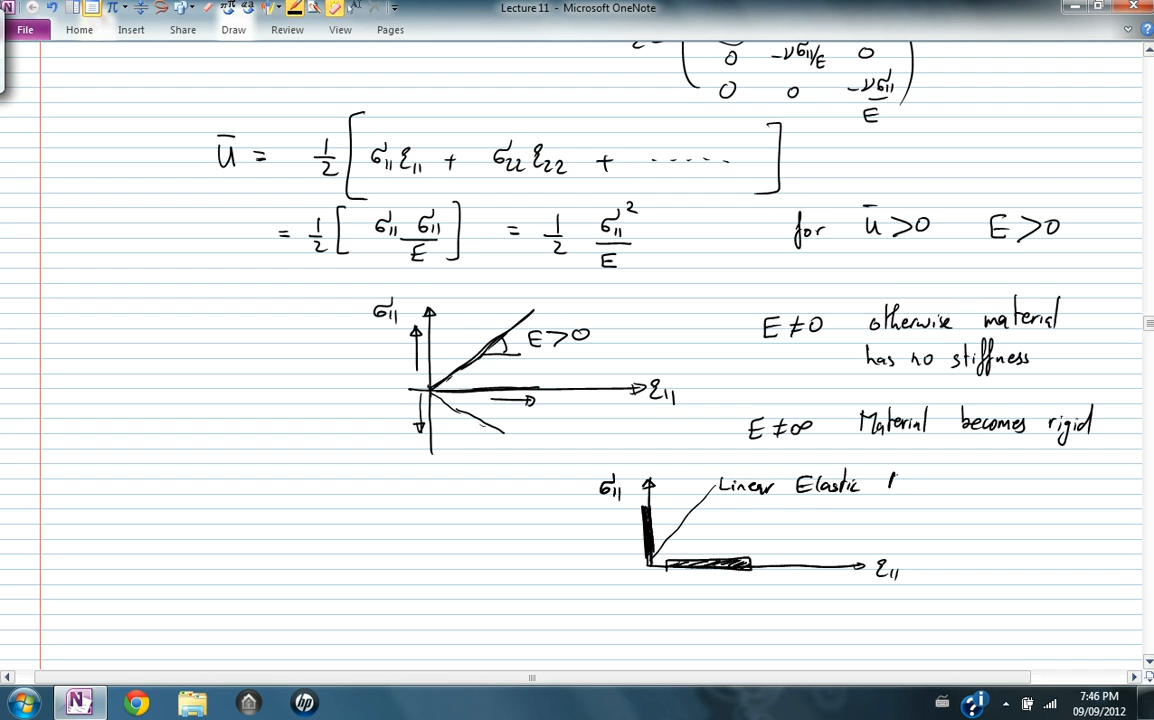 Lecture 11 - Microsoft OneNote
File Home Insert Share Draw Review View Pages
0 -νσ11/E 0
0 0 -νσ11/E
ū = 1/2 [ σ11 ε11 + σ22 ε22 + ...... ]
= 1/2 [ σ11 σ11/E ] = 1/2 σ11²/E for ū > 0 E > 0
σ11
E > 0
ε11
E ≠ 0 otherwise material
has no stiffness
E ≠ ∞ Material becomes rigid
σ11
Linear Elastic
ε11
7:46 PM
09/09/2012